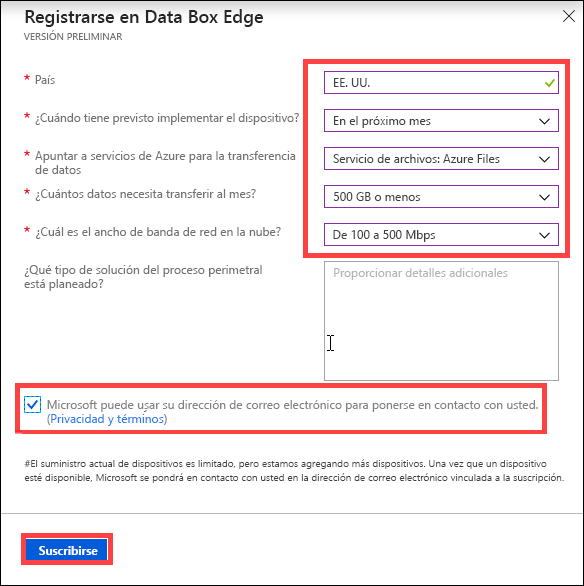 Registrarse en Data Box Edge
VERSIÓN PRELIMINAR
* País
EE. UU.
* ¿Cuándo tiene previsto implementar el dispositivo?
En el próximo mes
* Apuntar a servicios de Azure para la transferencia
de datos
Servicio de archivos: Azure Files
* ¿Cuántos datos necesita transferir al mes?
500 GB o menos
* ¿Cuál es el ancho de banda de red en la nube?
De 100 a 500 Mbps
¿Qué tipo de solución del proceso perimetral
está planeado?
Proporcionar detalles adicionales
Microsoft puede usar su dirección de correo electrónico para ponerse en contacto con usted.
(Privacidad y términos)
#El suministro actual de dispositivos es limitado, pero estamos agregando más dispositivos. Una vez que un dispositivo
esté disponible, Microsoft se pondrá en contacto con usted en la dirección de correo electrónico vinculada a la suscripción.
Suscribirse